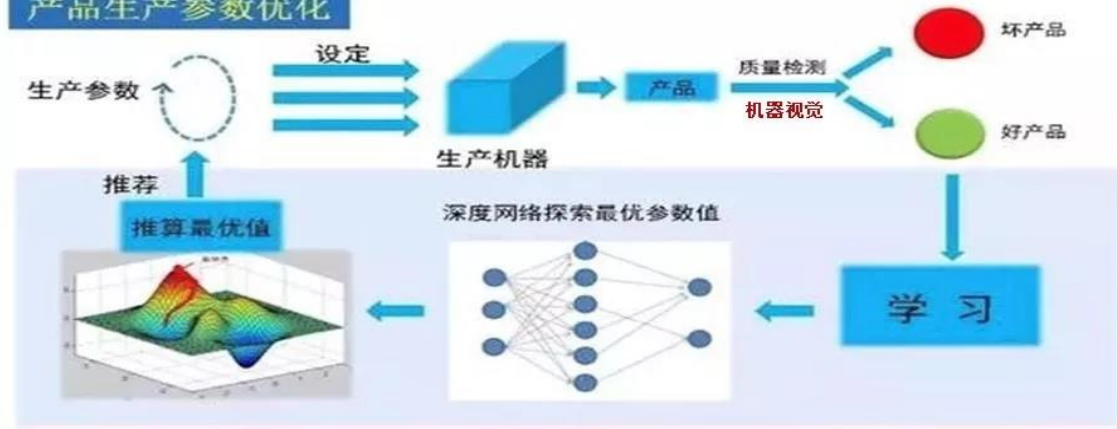 产品生产参数优化
设定
坏产品
生产参数
质量检测
产品
机器视觉
好产品
生产机器
推荐
深度网络探索最优参数值
推算最优值
学 习